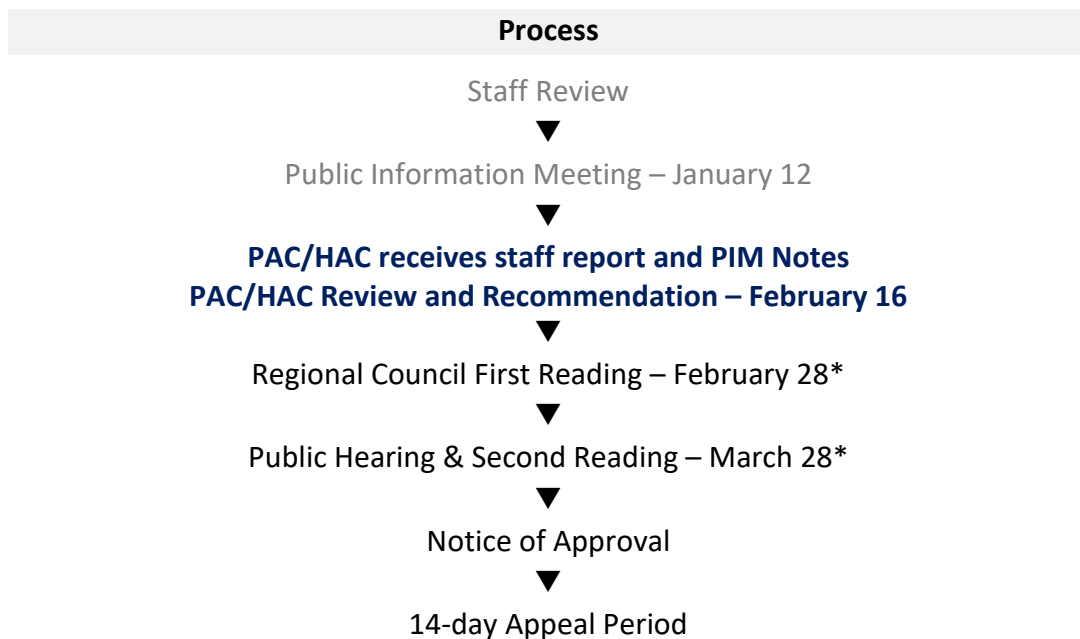 Process
Staff Review
Public Information Meeting – January 12
PAC/HAC receives staff report and PIM Notes
PAC/HAC Review and Recommendation – February 16
Regional Council First Reading – February 28*
Public Hearing & Second Reading – March 28*
Notice of Approval
14-day Appeal Period